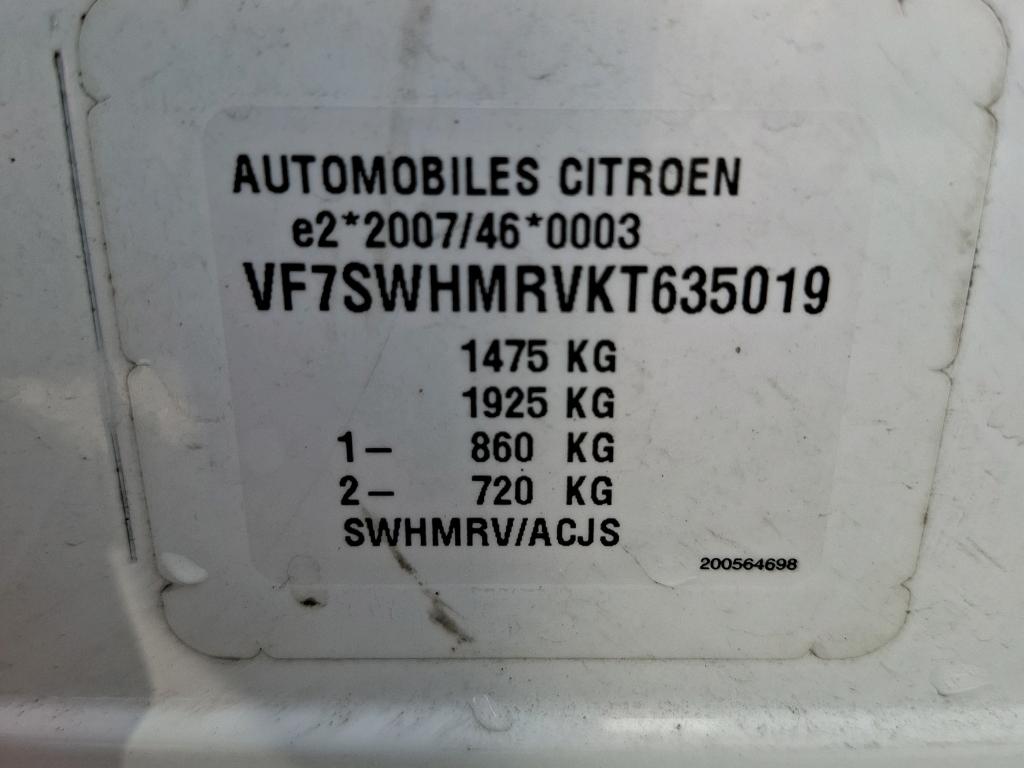 AUTOMOBILES CITROEN
e2*2007/46*0003
VF7SWHMRVKT635019
1475 KG
1925 KG
1- 860 KG
2- 720 KG
SWHMRV/ACJS
200564698